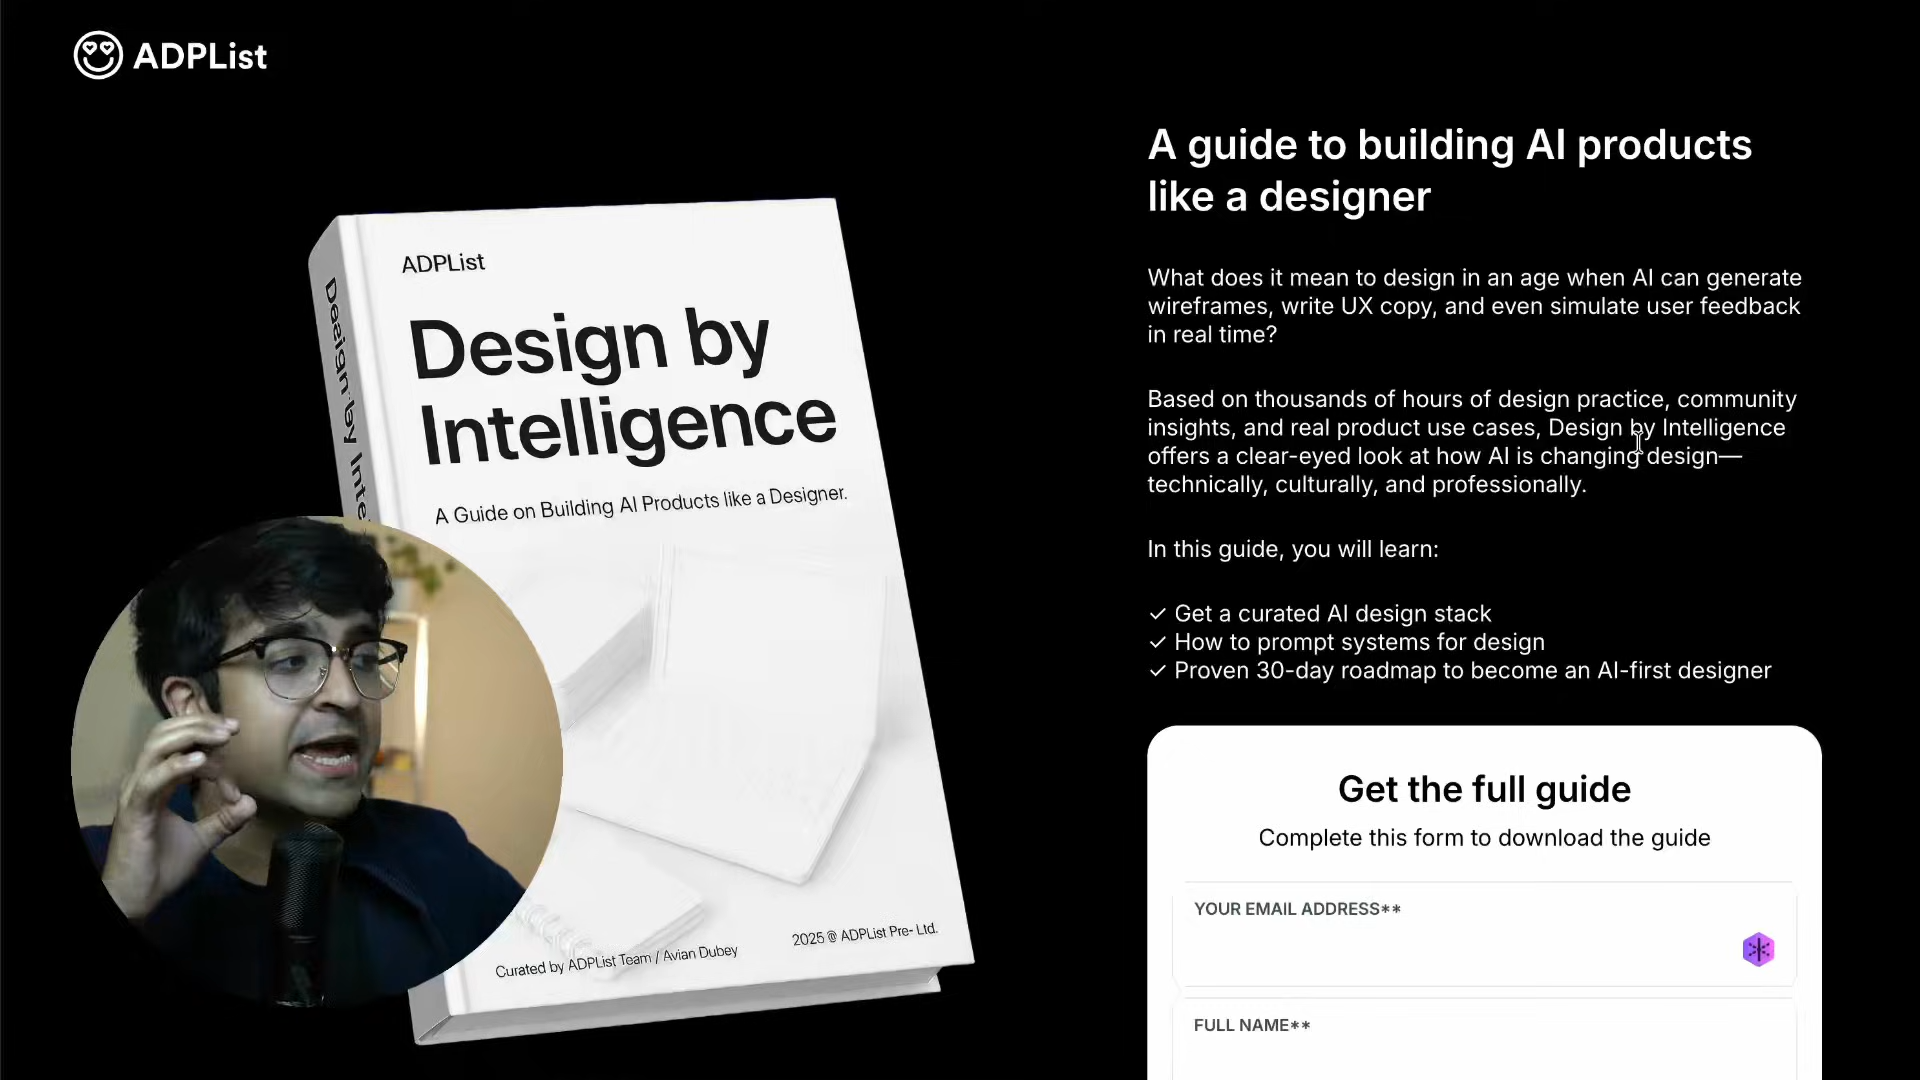 ADPList
A guide to building AI products
like a designer
What does it mean to design in an age when AI can generate
wireframes, write UX copy, and even simulate user feedback
in real time?
Based on thousands of hours of design practice, community
insights, and real product use cases, Design by Intelligence
offers a clear-eyed look at how AI is changing design—
technically, culturally, and professionally.
In this guide, you will learn:
✓ Get a curated AI design stack
✓ How to prompt systems for design
✓ Proven 30-day roadmap to become an AI-first designer
Get the full guide
Complete this form to download the guide
YOUR EMAIL ADDRESS**
FULL NAME**
ADPList
Design by
Intelligence
A Guide on Building AI Products like a Designer.
Curated by ADPList Team / Avian Dubey
2025 @ ADPList Pre- Ltd.
Design by